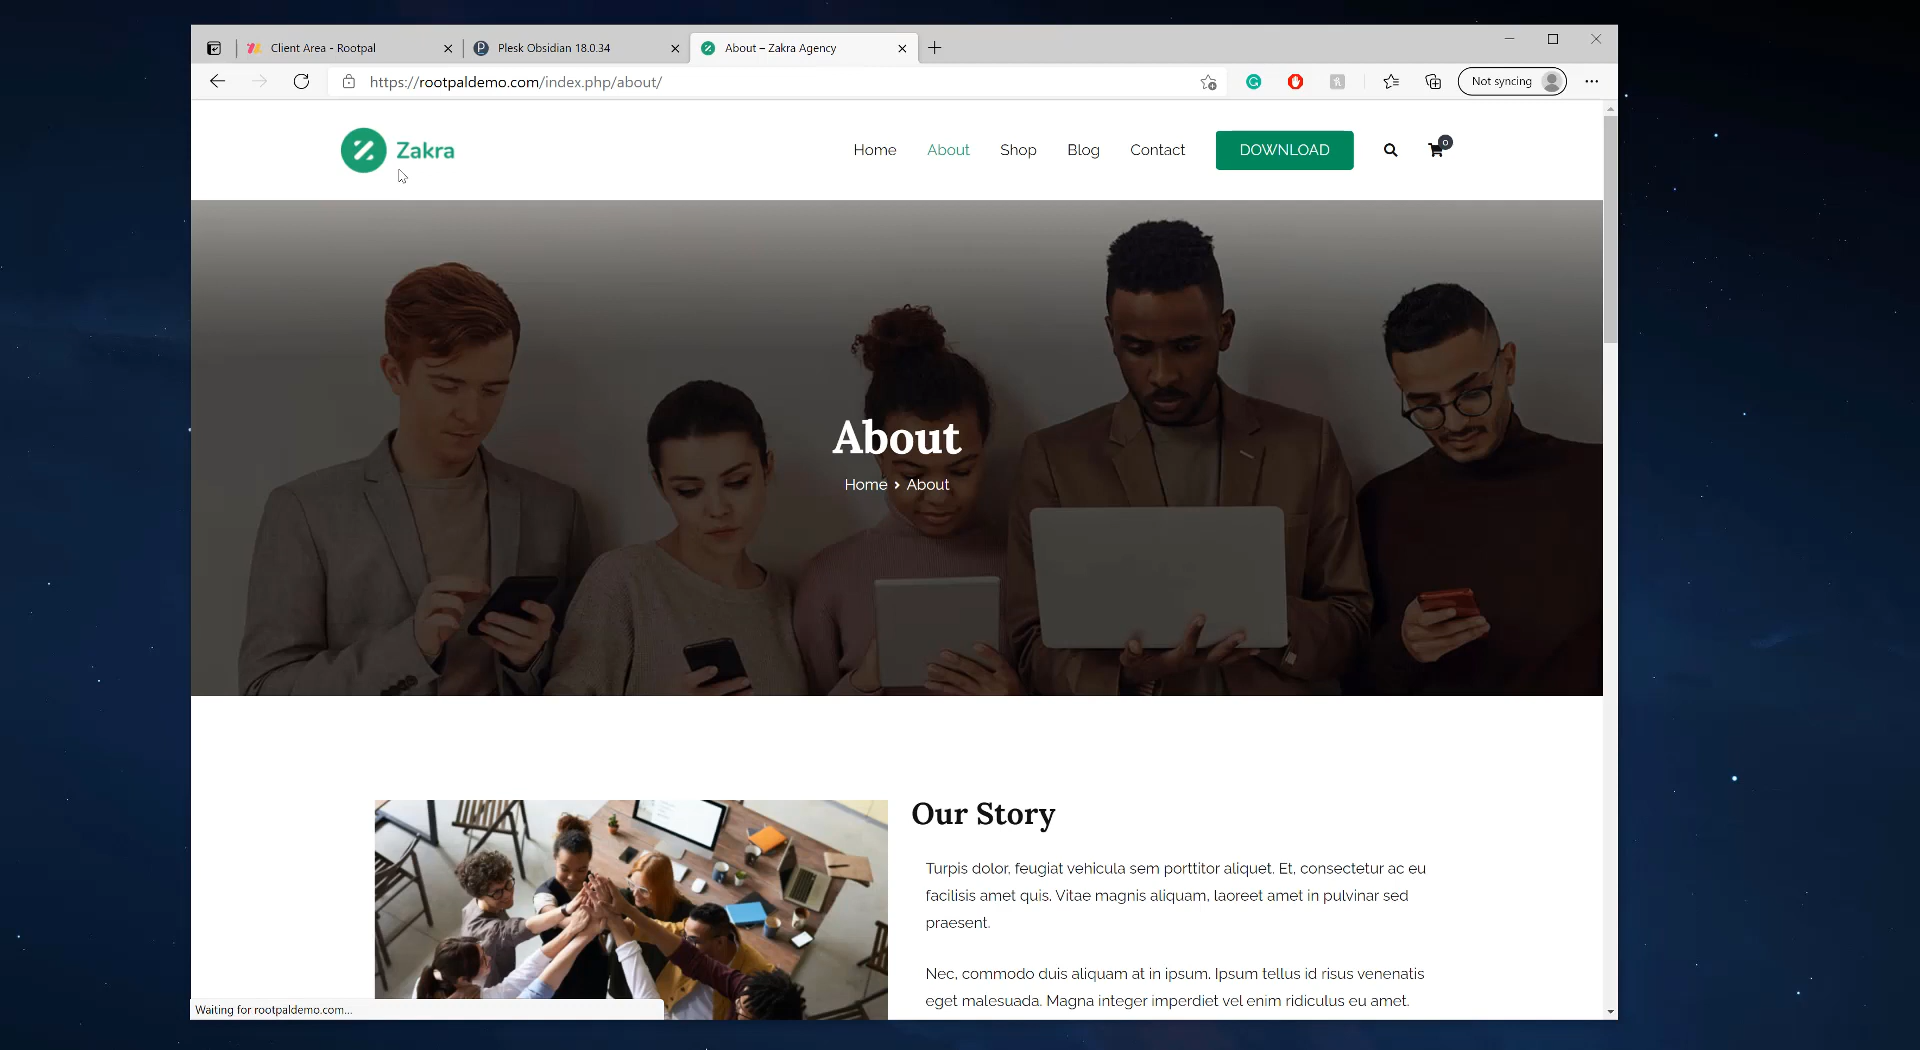 Client Area - Rootpal
Plesk Obsidian 18.0.34
About – Zakra Agency
https://rootpaldemo.com/index.php/about/
Not syncing
Zakra
Home
About
Shop
Blog
Contact
DOWNLOAD
0
About
Home > About
Our Story
Turpis dolor, feugiat vehicula sem porttitor aliquet. Et, consectetur ac eu
facilisis amet quis. Vitae magnis aliquam, laoreet amet in pulvinar sed
praesent.
Nec, commodo duis aliquam at in ipsum. Ipsum tellus id risus venenatis
eget malesuada. Magna integer imperdiet vel enim ridiculus eu amet.
Waiting for rootpaldemo.com...